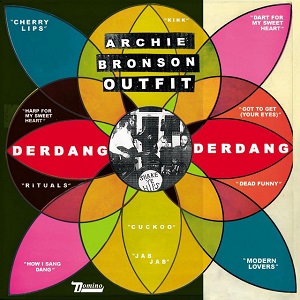 "CHERRY LIPS"
"KINK"
"DART FOR MY SWEET HEART"
ARCHIE
BRONSON
OUTFIT
"HARP FOR MY SWEET HEART"
"GOT TO GET (YOUR EYES)"
DERDANG
DERDANG
"RITUALS"
"DEAD FUNNY"
"CUCKOO"
"HOW I SANG DANG"
"JAB JAB"
"MODERN LOVERS"
Domino